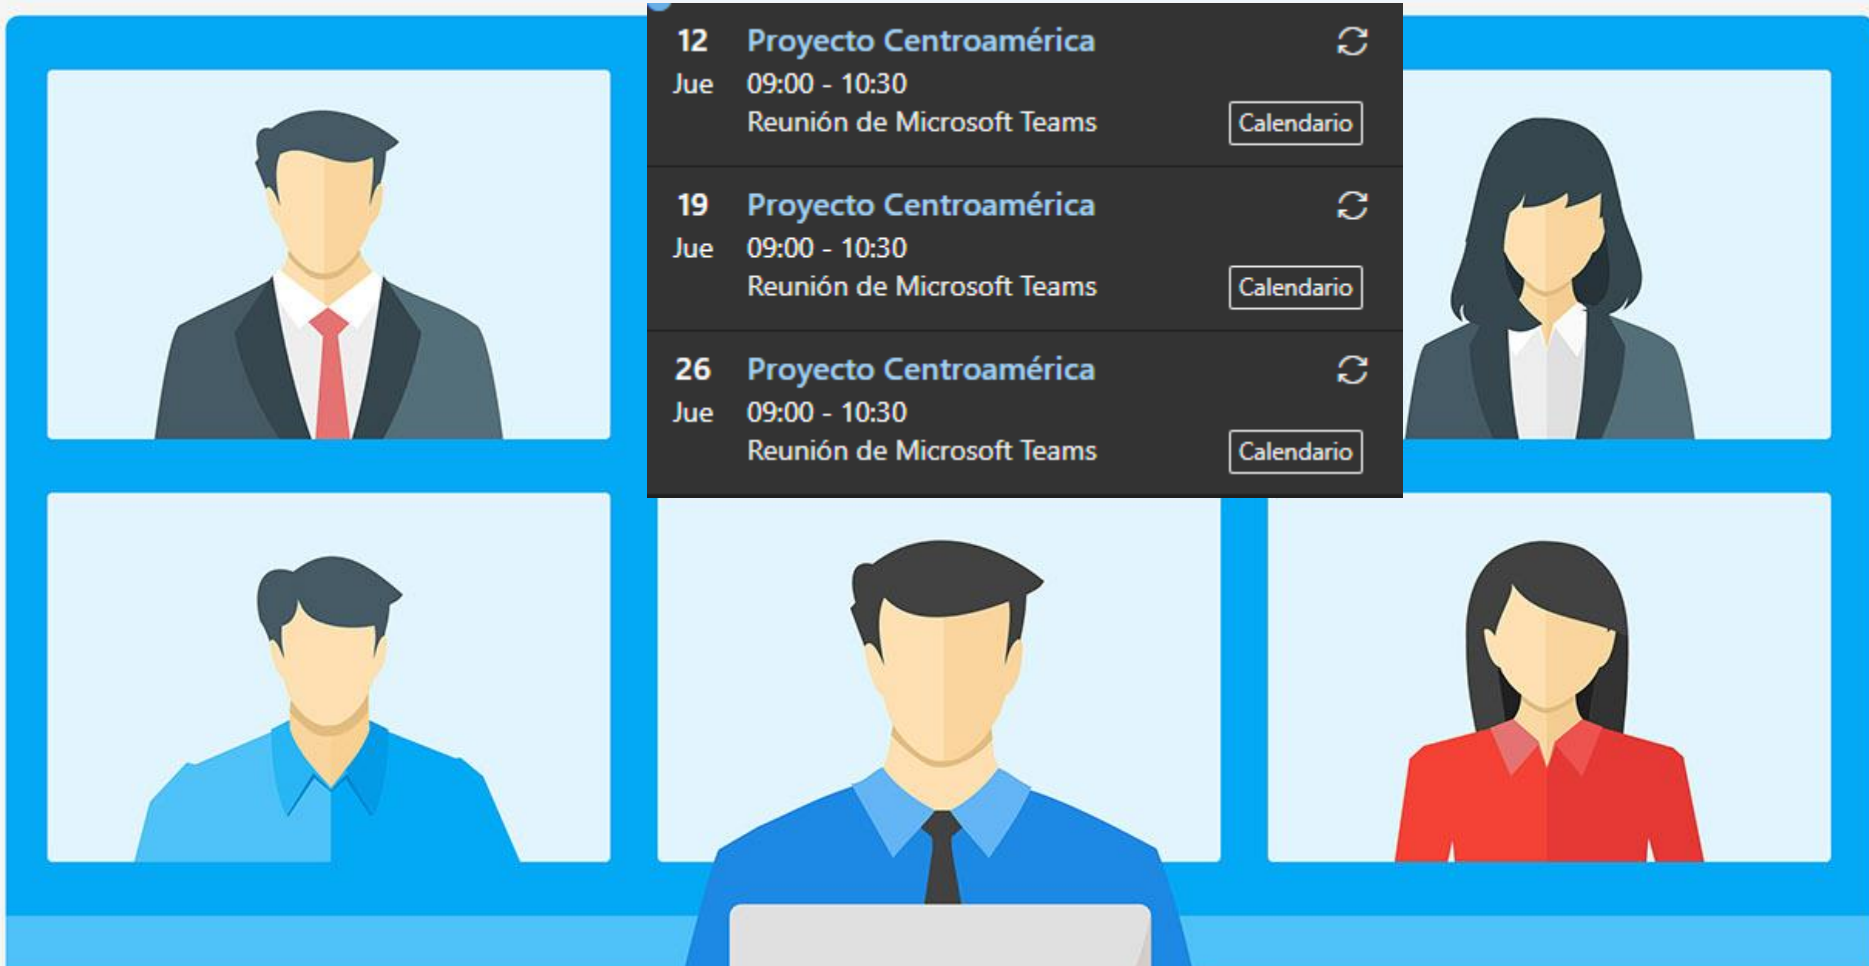 12 Proyecto Centroamérica
Jue 09:00 - 10:30
Reunión de Microsoft Teams Calendario
19 Proyecto Centroamérica
Jue 09:00 - 10:30
Reunión de Microsoft Teams Calendario
26 Proyecto Centroamérica
Jue 09:00 - 10:30
Reunión de Microsoft Teams Calendario